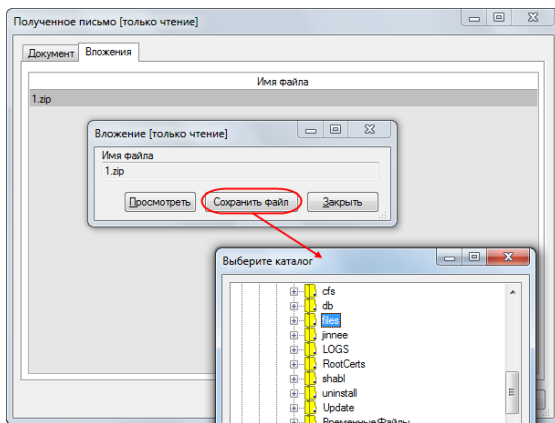 Полученное письмо [только чтение]
Документ Вложения
Имя файла
1.zip
Вложение [только чтение]
Имя файла
1.zip
Просмотреть Сохранить файл Закрыть
Выберите каталог
cfs
db
files
jinnee
LOGS
RootCerts
shabl
uninstall
Update
ВременныеФайлы